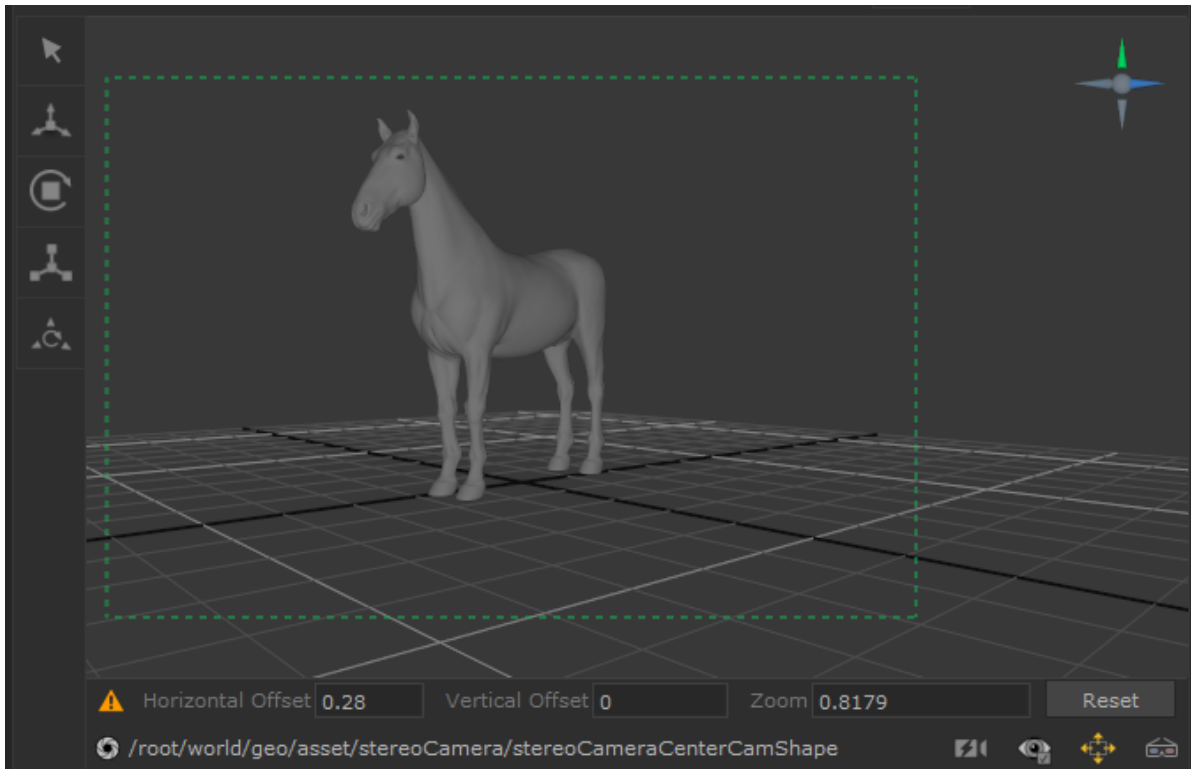 Horizontal Offset 0.28 Vertical Offset 0 Zoom 0.8179 Reset
/root/world/geo/asset/stereoCamera/stereoCameraCenterCamShape